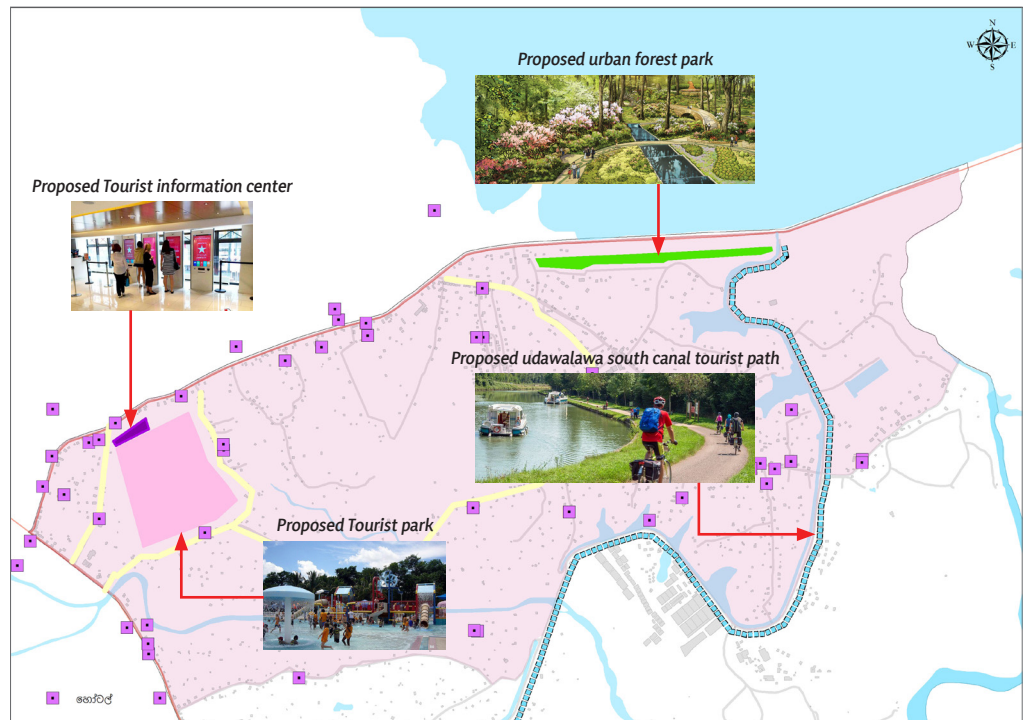 N
W E
S
Proposed urban forest park
Proposed Tourist information center
Proposed udawalawa south canal tourist path
Proposed Tourist park
හෝටල්